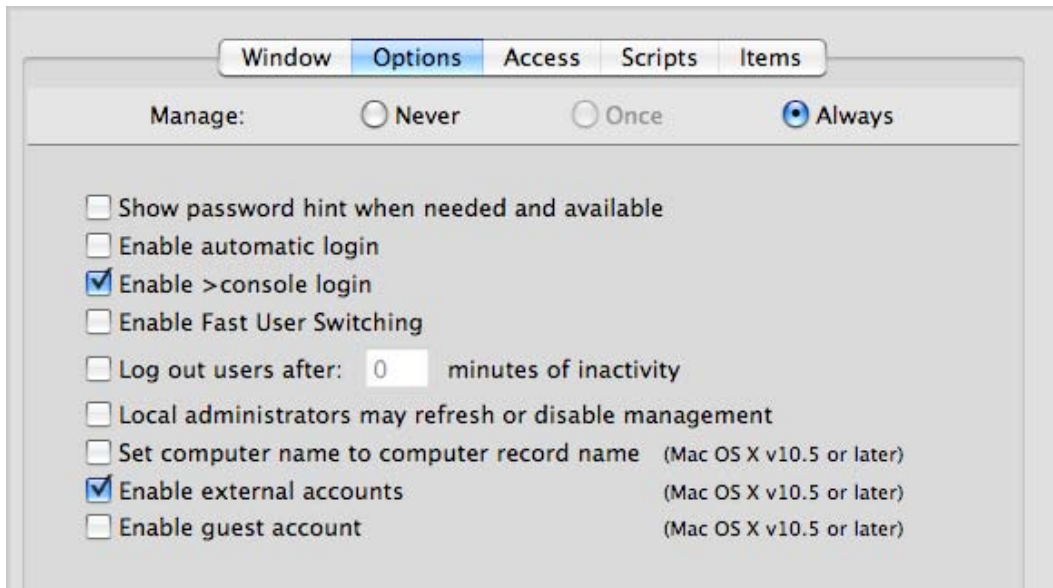 Window Options Access Scripts Items
Manage: Never Once Always
Show password hint when needed and available
Enable automatic login
Enable >console login
Enable Fast User Switching
Log out users after: 0 minutes of inactivity
Local administrators may refresh or disable management
Set computer name to computer record name (Mac OS X v10.5 or later)
Enable external accounts (Mac OS X v10.5 or later)
Enable guest account (Mac OS X v10.5 or later)